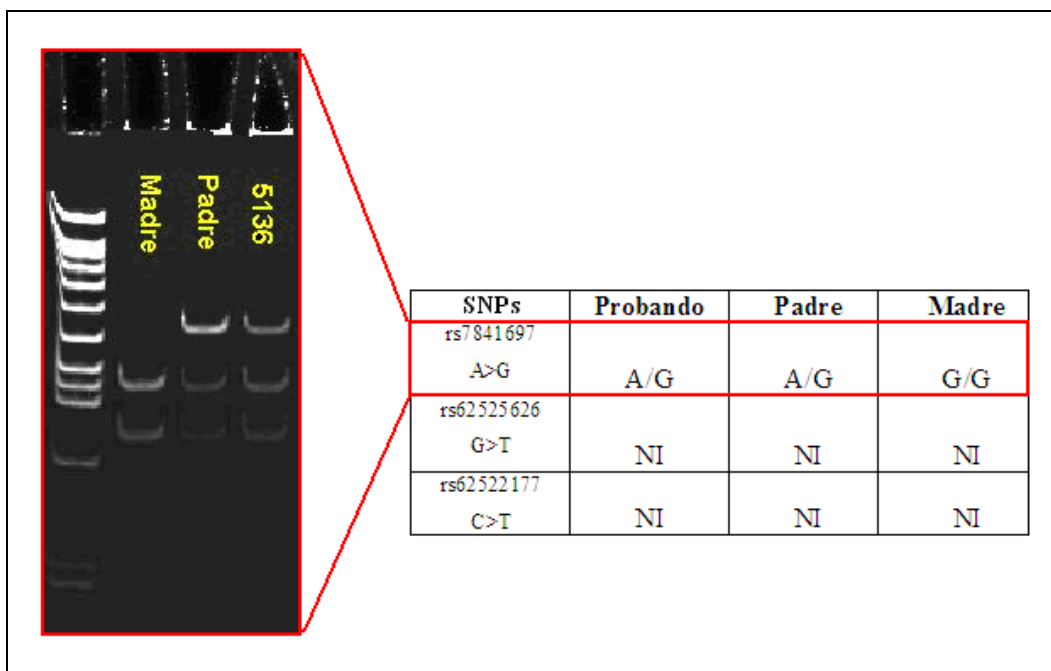 Madre
Padre
5136
SNPs Probando Padre Madre
rs7841697
A>G A/G A/G G/G
rs62525626
G>T NI NI NI
rs62522177
C>T NI NI NI